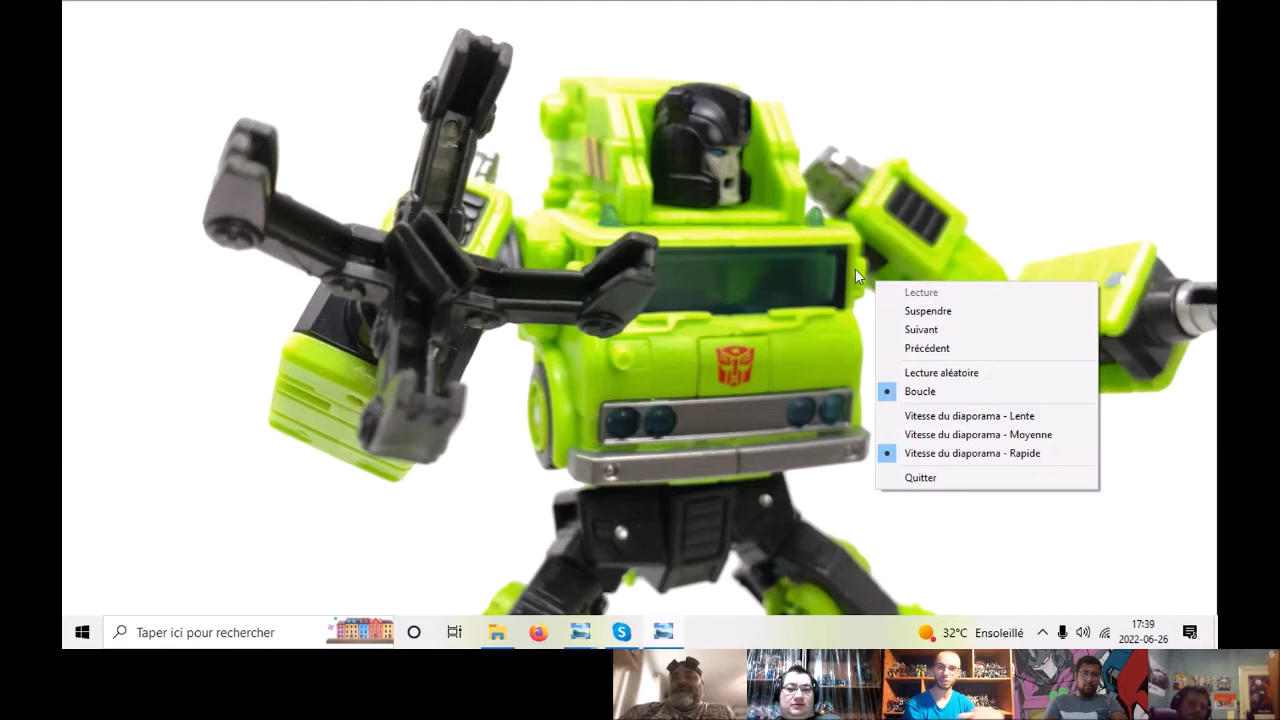 Lecture
Suspendre
Suivant
Précédent
Lecture aléatoire
Boucle
Vitesse du diaporama - Lente
Vitesse du diaporama - Moyenne
Vitesse du diaporama - Rapide
Quitter
Taper ici pour rechercher
32°C Ensoleillé
17:39
2022-06-26